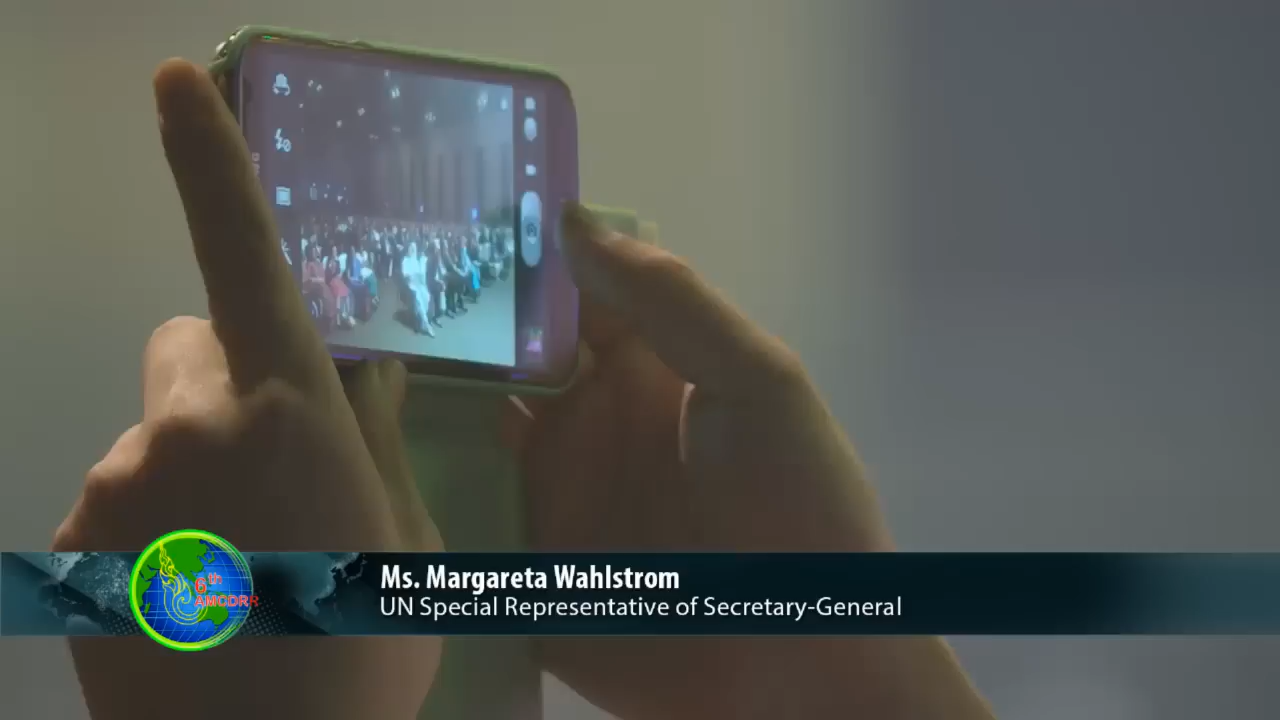 6th
AMCDRR
Ms. Margareta Wahlstrom
UN Special Representative of Secretary-General